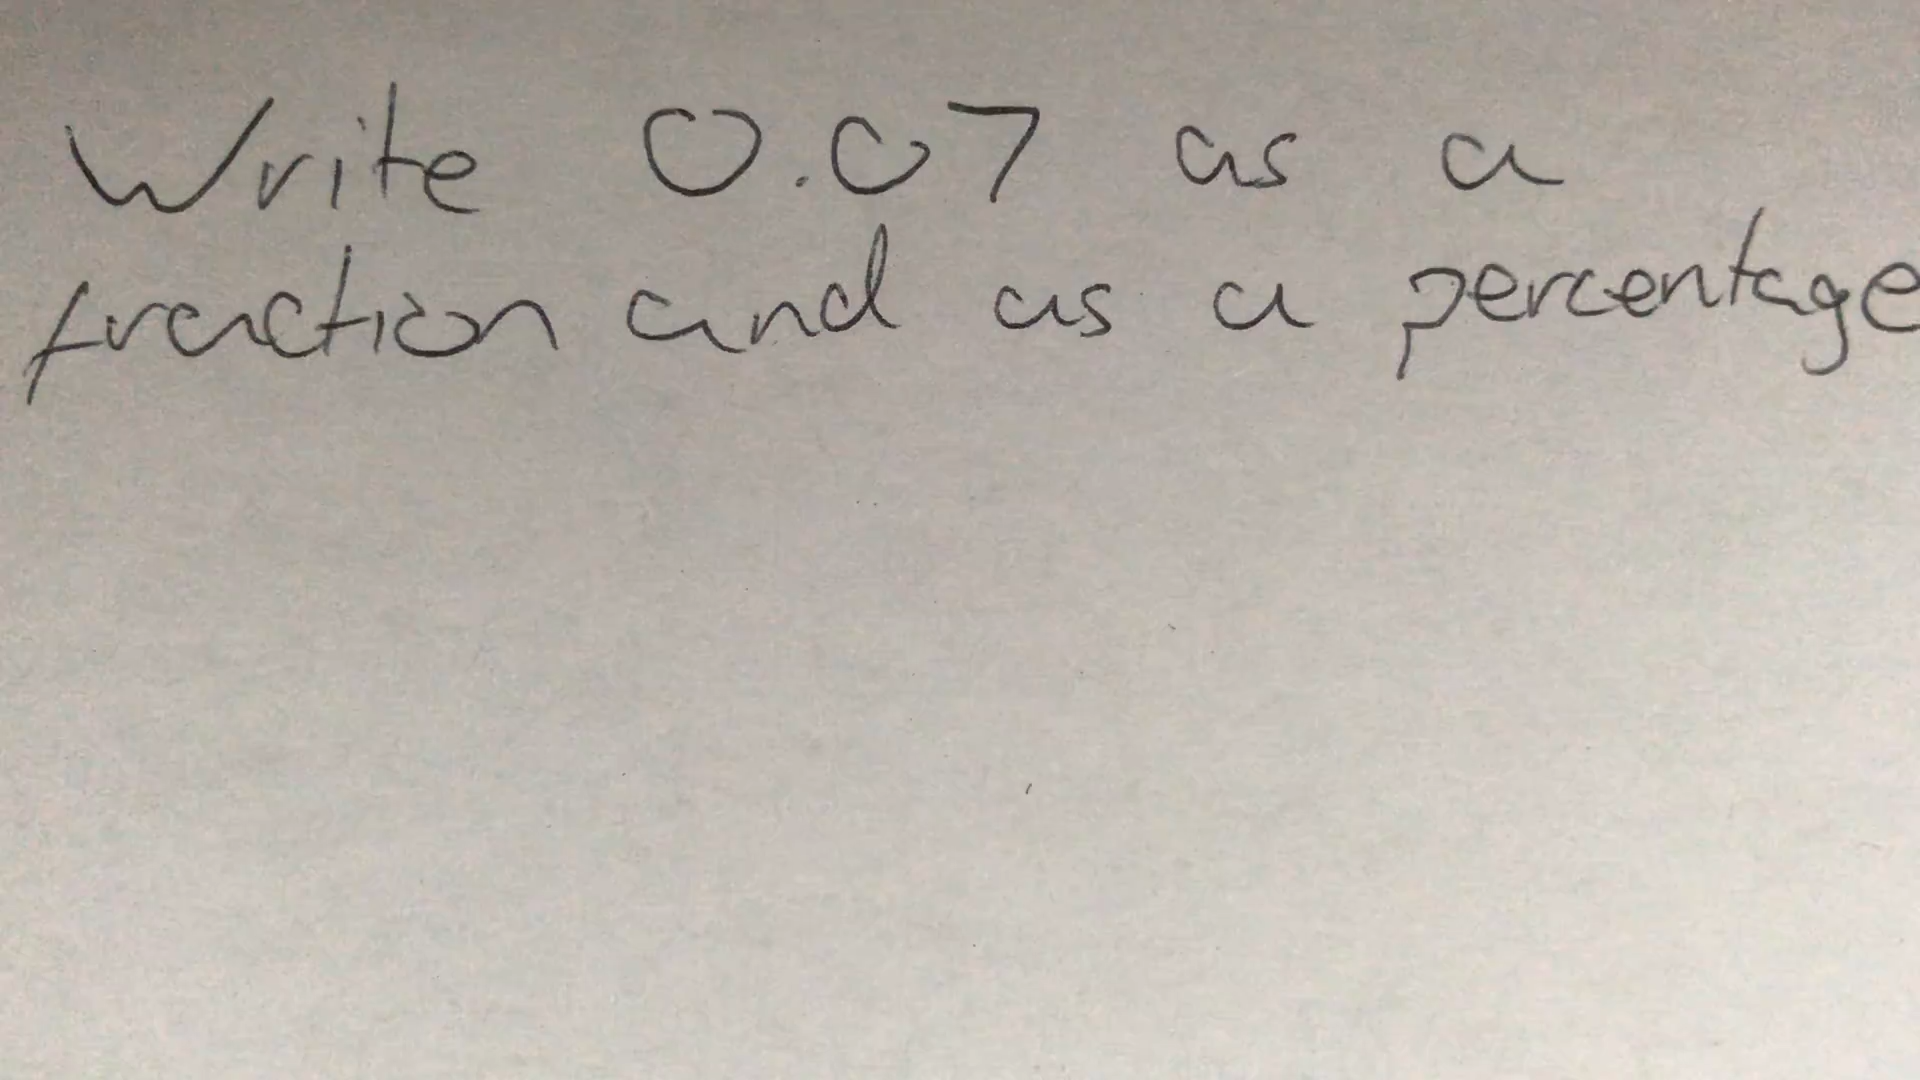 Write 0.07 as a
fraction and as a percentage